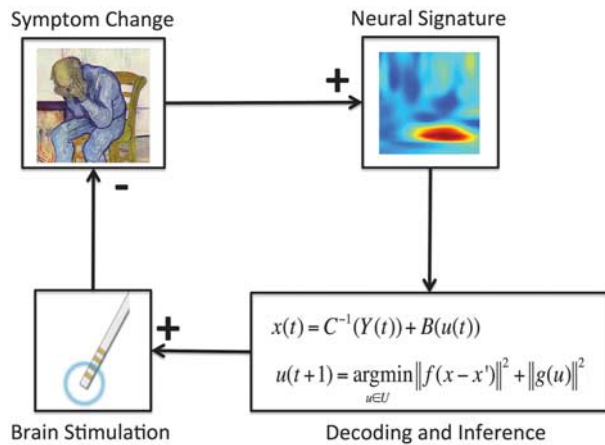 Symptom Change
Neural Signature
+
-
+
x(t) = C⁻¹(Y(t)) + B(u(t))
u(t+1) = argmin‖f(x − x')‖² + ‖g(u)‖²
u∈U
Brain Stimulation
Decoding and Inference